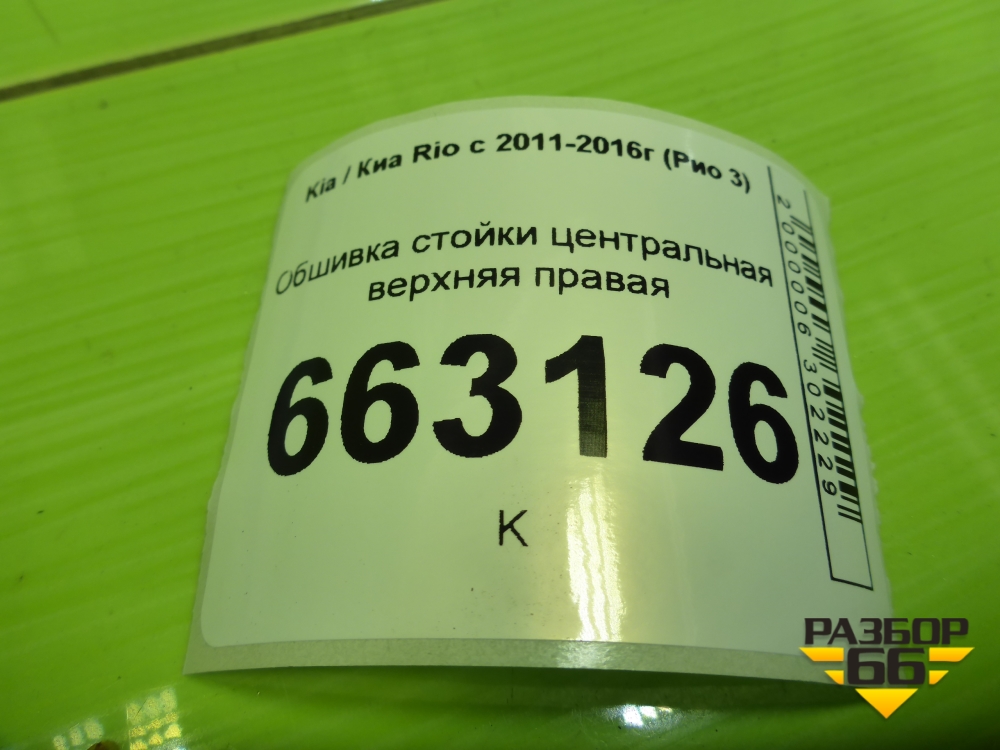 Kia / Киа Rio с 2011-2016г (Рио 3)
Обшивка стойки центральная
верхняя правая
663126
К
2000006302229
РАЗБОР
66